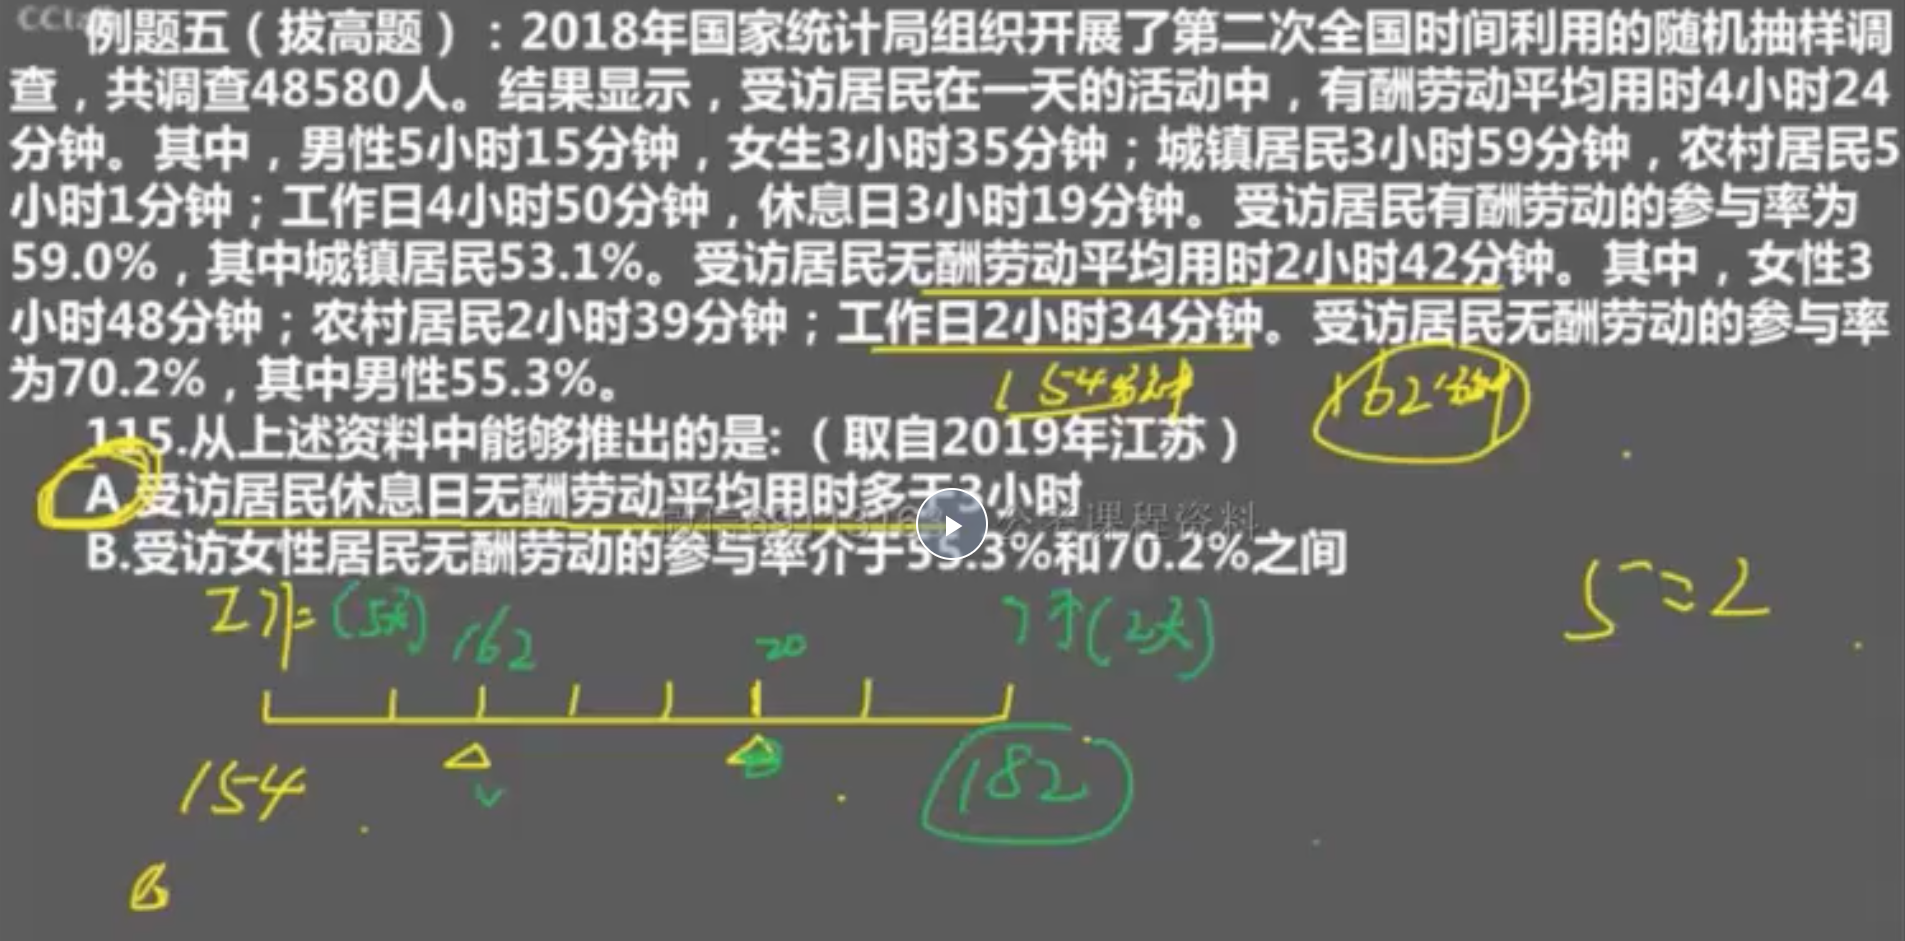 例题五（拔高题）：2018年国家统计局组织开展了第二次全国时间利用的随机抽样调
查，共调查48580人。结果显示，受访居民在一天的活动中，有酬劳动平均用时4小时24
分钟。其中，男性5小时15分钟，女生3小时35分钟；城镇居民3小时59分钟，农村居民5
小时1分钟；工作日4小时50分钟，休息日3小时19分钟。受访居民有酬劳动的参与率为
59.0%，其中城镇居民53.1%。受访居民无酬劳动平均用时2小时42分钟。其中，女性3
小时48分钟；农村居民2小时39分钟；工作日2小时34分钟。受访居民无酬劳动的参与率
为70.2%，其中男性55.3%。
154分钟 162分钟
115.从上述资料中能够推出的是:（取自2019年江苏）
A.受访居民休息日无酬劳动平均用时多于3小时
公考课程资料
B.受访女性居民无酬劳动的参与率介于55.3%和70.2%之间
(5天) 162 20 (2天) 5=2
154 182
B